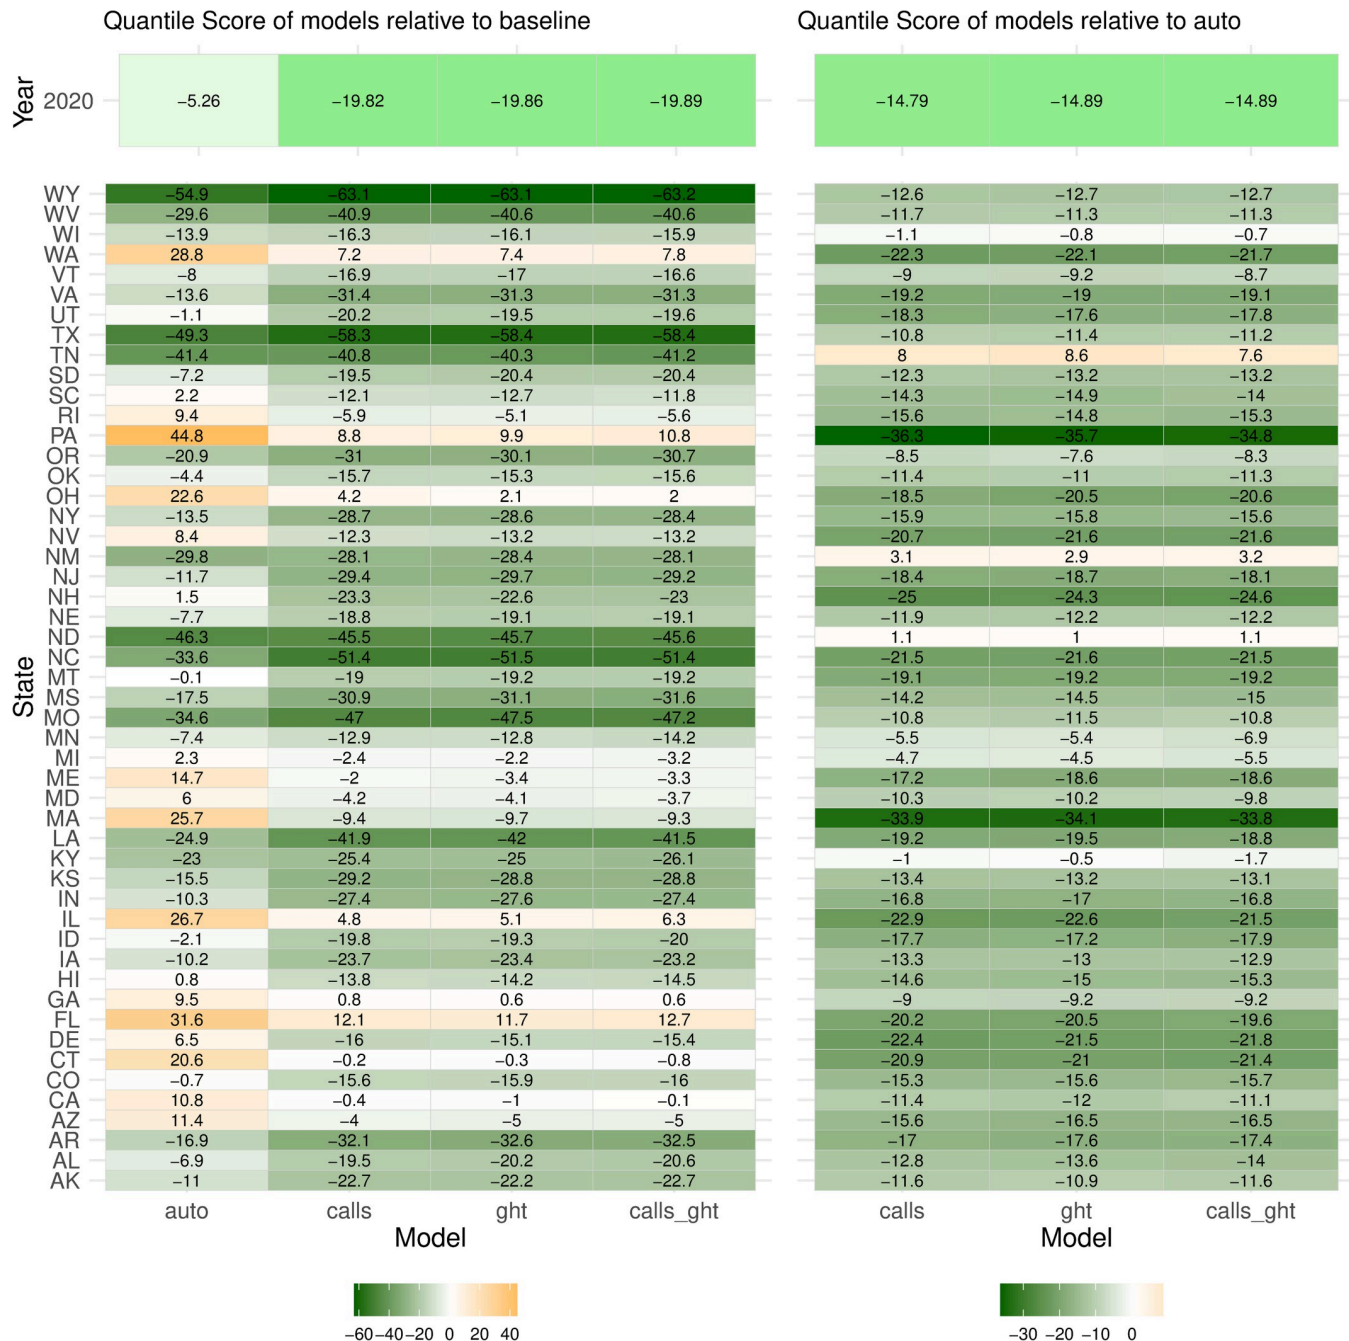 Quantile Score of models relative to baseline Quantile Score of models relative to auto
Year 2020 −5.26 −19.82 −19.86 −19.89 −14.79 −14.89 −14.89
WY −54.9 −63.1 −63.1 −63.2 −12.6 −12.7 −12.7
WV −29.6 −40.9 −40.6 −40.6 −11.7 −11.3 −11.3
WI −13.9 −16.3 −16.1 −15.9 −1.1 −0.8 −0.7
WA 28.8 7.2 7.4 7.8 −22.3 −22.1 −21.7
VT −8 −16.9 −17 −16.6 −9 −9.2 −8.7
VA −13.6 −31.4 −31.3 −31.3 −19.2 −19 −19.1
UT −1.1 −20.2 −19.5 −19.6 −18.3 −17.6 −17.8
TX −49.3 −58.3 −58.4 −58.4 −10.8 −11.4 −11.2
TN −41.4 −40.8 −40.3 −41.2 8 8.6 7.6
SD −7.2 −19.5 −20.4 −20.4 −12.3 −13.2 −13.2
SC 2.2 −12.1 −12.7 −11.8 −14.3 −14.9 −14
RI 9.4 −5.9 −5.1 −5.6 −15.6 −14.8 −15.3
PA 44.8 8.8 9.9 10.8 −36.3 −35.7 −34.8
OR −20.9 −31 −30.1 −30.7 −8.5 −7.6 −8.3
OK −4.4 −15.7 −15.3 −15.6 −11.4 −11 −11.3
OH 22.6 4.2 2.1 2 −18.5 −20.5 −20.6
NY −13.5 −28.7 −28.6 −28.4 −15.9 −15.8 −15.6
NV 8.4 −12.3 −13.2 −13.2 −20.7 −21.6 −21.6
NM −29.8 −28.1 −28.4 −28.1 3.1 2.9 3.2
NJ −11.7 −29.4 −29.7 −29.2 −18.4 −18.7 −18.1
NH 1.5 −23.3 −22.6 −23 −25 −24.3 −24.6
NE −7.7 −18.8 −19.1 −19.1 −11.9 −12.2 −12.2
ND −46.3 −45.5 −45.7 −45.6 1.1 1 1.1
NC −33.6 −51.4 −51.5 −51.4 −21.5 −21.6 −21.5
State MT −0.1 −19 −19.2 −19.2 −19.1 −19.2 −19.2
MS −17.5 −30.9 −31.1 −31.6 −14.2 −14.5 −15
MO −34.6 −47 −47.5 −47.2 −10.8 −11.5 −10.8
MN −7.4 −12.9 −12.8 −14.2 −5.5 −5.4 −6.9
MI 2.3 −2.4 −2.2 −3.2 −4.7 −4.5 −5.5
ME 14.7 −2 −3.4 −3.3 −17.2 −18.6 −18.6
MD 6 −4.2 −4.1 −3.7 −10.3 −10.2 −9.8
MA 25.7 −9.4 −9.7 −9.3 −33.9 −34.1 −33.8
LA −24.9 −41.9 −42 −41.5 −19.2 −19.5 −18.8
KY −23 −25.4 −25 −26.1 −1 −0.5 −1.7
KS −15.5 −29.2 −28.8 −28.8 −13.4 −13.2 −13.1
IN −10.3 −27.4 −27.6 −27.4 −16.8 −17 −16.8
IL 26.7 4.8 5.1 6.3 −22.9 −22.6 −21.5
ID −2.1 −19.8 −19.3 −20 −17.7 −17.2 −17.9
IA −10.2 −23.7 −23.4 −23.2 −13.3 −13 −12.9
HI 0.8 −13.8 −14.2 −14.5 −14.6 −15 −15.3
GA 9.5 0.8 0.6 0.6 −9 −9.2 −9.2
FL 31.6 12.1 11.7 12.7 −20.2 −20.5 −19.6
DE 6.5 −16 −15.1 −15.4 −22.4 −21.5 −21.8
CT 20.6 −0.2 −0.3 −0.8 −20.9 −21 −21.4
CO −0.7 −15.6 −15.9 −16 −15.3 −15.6 −15.7
CA 10.8 −0.4 −1 −0.1 −11.4 −12 −11.1
AZ 11.4 −4 −5 −5 −15.6 −16.5 −16.5
AR −16.9 −32.1 −32.6 −32.5 −17 −17.6 −17.4
AL −6.9 −19.5 −20.2 −20.6 −12.8 −13.6 −14
AK −11 −22.7 −22.2 −22.7 −11.6 −10.9 −11.6
auto calls ght calls_ght calls ght calls_ght
Model Model
−60 −40 −20 0 20 40 −30 −20 −10 0